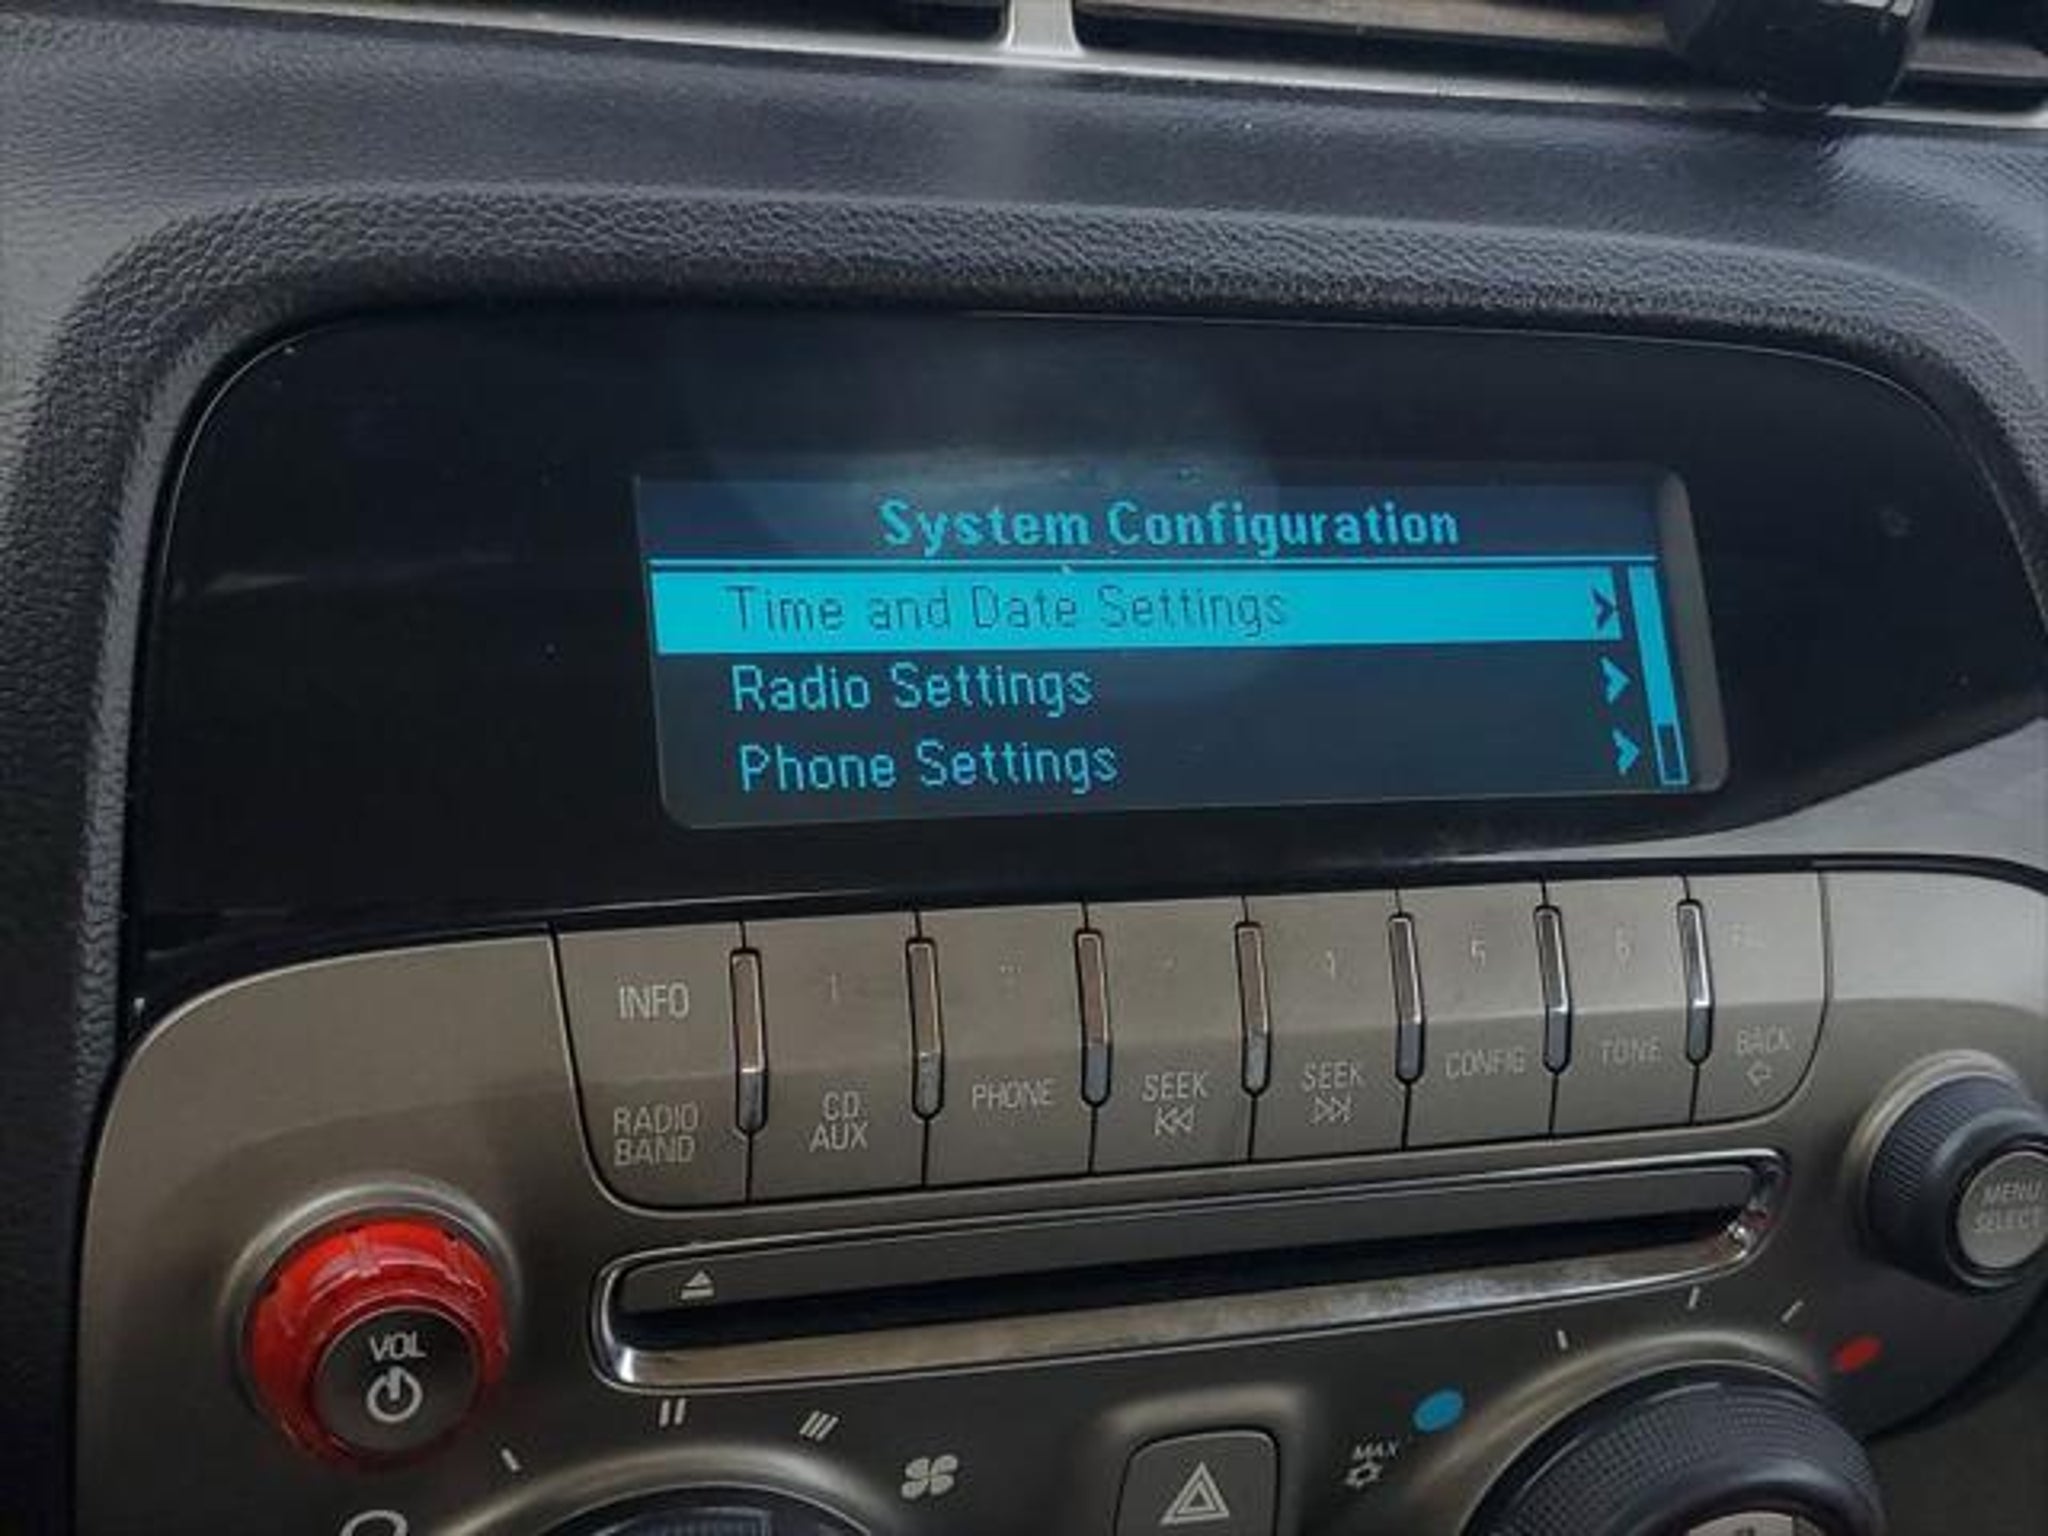 System Configuration
Time and Date Settings
Radio Settings
Phone Settings
INFO
1
4
5
6
RADIO
BAND
CD
AUX
PHONE
SEEK
SEEK
CONFIG
TONE
BACK
MENU
SELECT
VOL
MAX